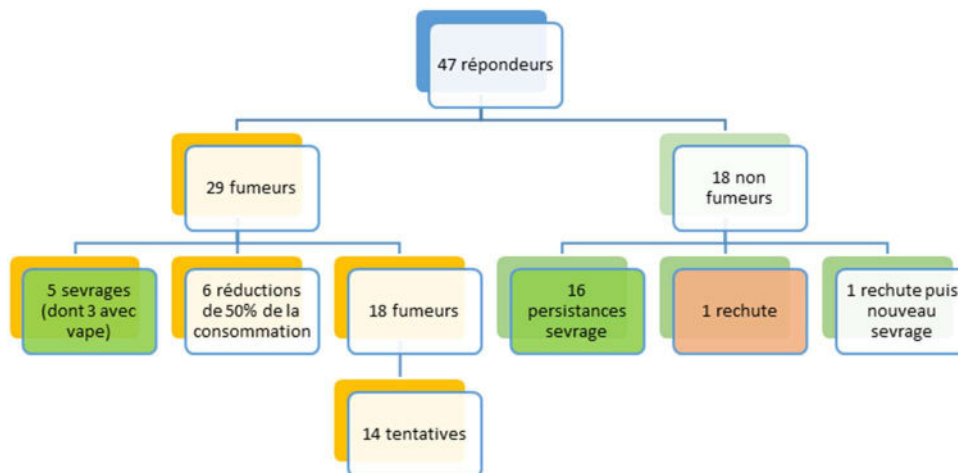 47 répondeurs
29 fumeurs
18 non
fumeurs
5 sevrages
(dont 3 avec
vape)
6 réductions
de 50% de la
consommation
18 fumeurs
16
persistances
sevrage
1 rechute
1 rechute puis
nouveau
sevrage
14 tentatives